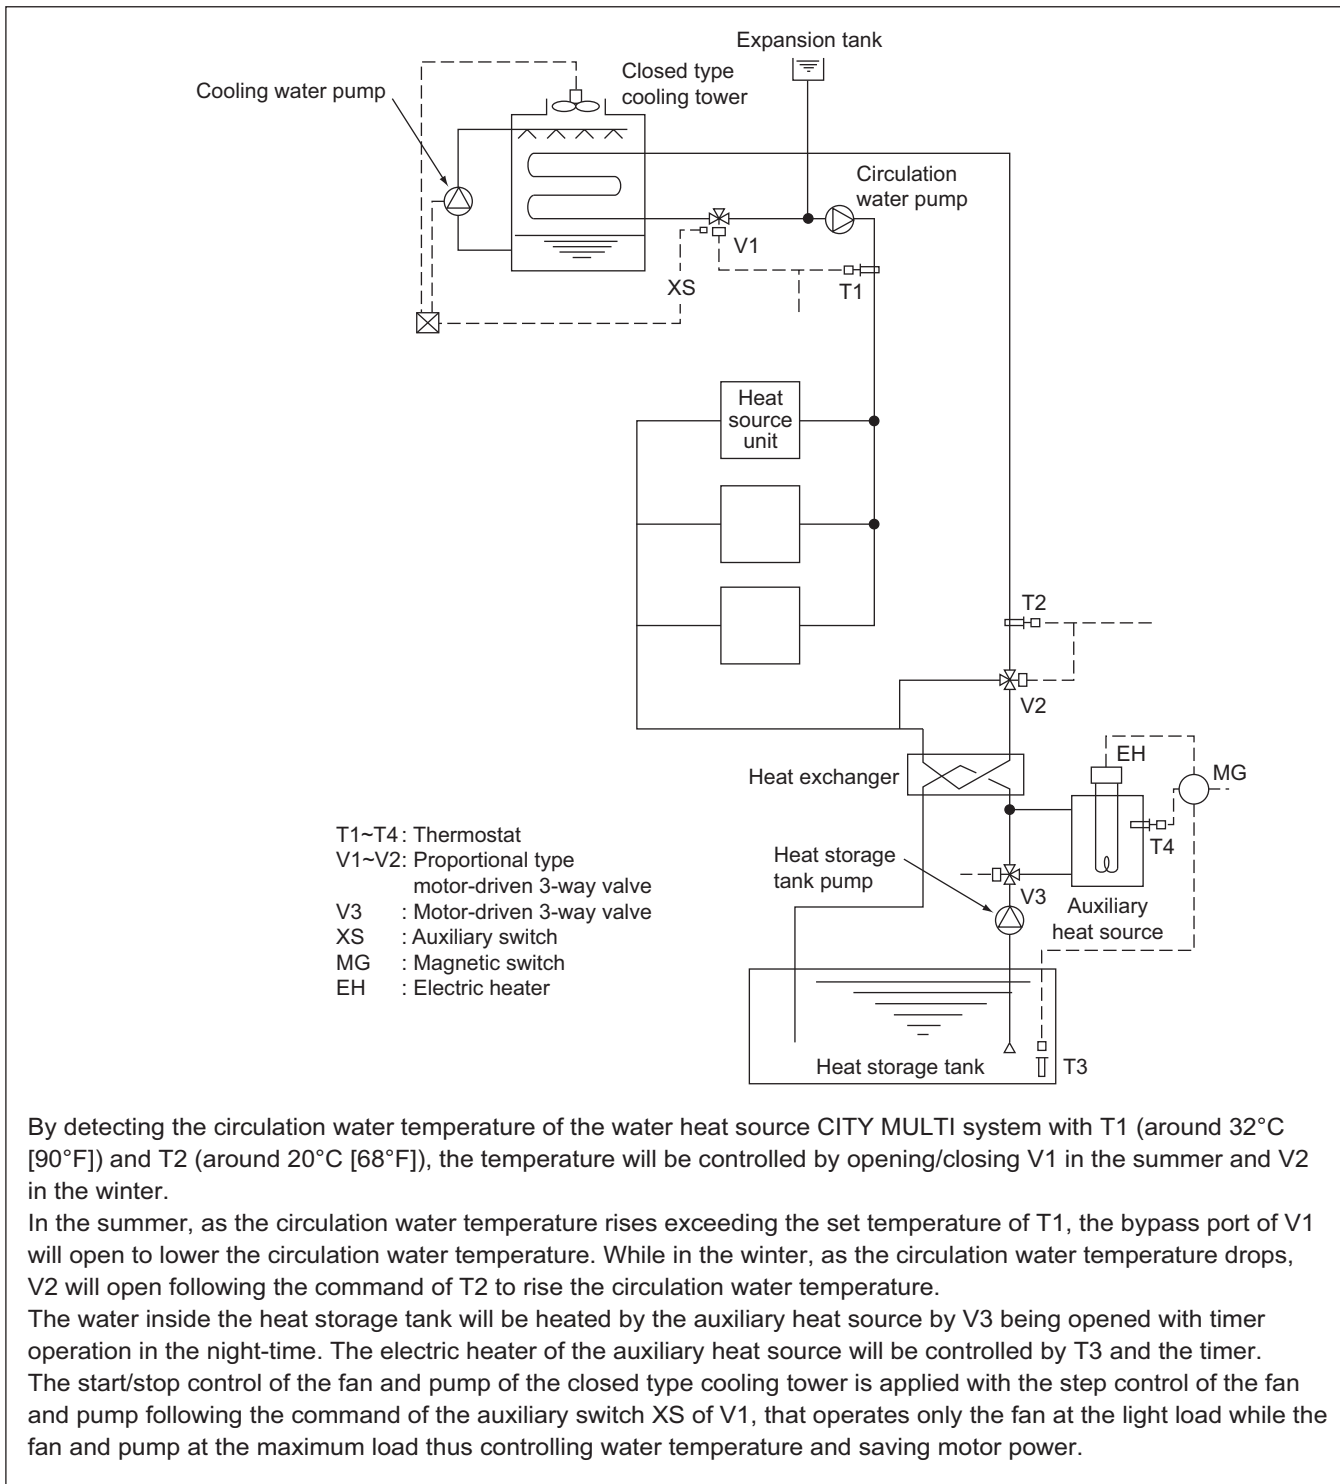 Expansion tank
Closed type
cooling tower
Cooling water pump
Circulation
water pump
V1
XS
T1
Heat
source
unit
T2
V2
EH
Heat exchanger
MG
T4
Heat storage
tank pump
V3
Auxiliary
heat source
T1~T4 : Thermostat
V1~V2 : Proportional type
motor-driven 3-way valve
V3 : Motor-driven 3-way valve
XS : Auxiliary switch
MG : Magnetic switch
EH : Electric heater
Heat storage tank
T3
By detecting the circulation water temperature of the water heat source CITY MULTI system with T1 (around 32°C
[90°F]) and T2 (around 20°C [68°F]), the temperature will be controlled by opening/closing V1 in the summer and V2
in the winter.
In the summer, as the circulation water temperature rises exceeding the set temperature of T1, the bypass port of V1
will open to lower the circulation water temperature. While in the winter, as the circulation water temperature drops,
V2 will open following the command of T2 to rise the circulation water temperature.
The water inside the heat storage tank will be heated by the auxiliary heat source by V3 being opened with timer
operation in the night-time. The electric heater of the auxiliary heat source will be controlled by T3 and the timer.
The start/stop control of the fan and pump of the closed type cooling tower is applied with the step control of the fan
and pump following the command of the auxiliary switch XS of V1, that operates only the fan at the light load while the
fan and pump at the maximum load thus controlling water temperature and saving motor power.